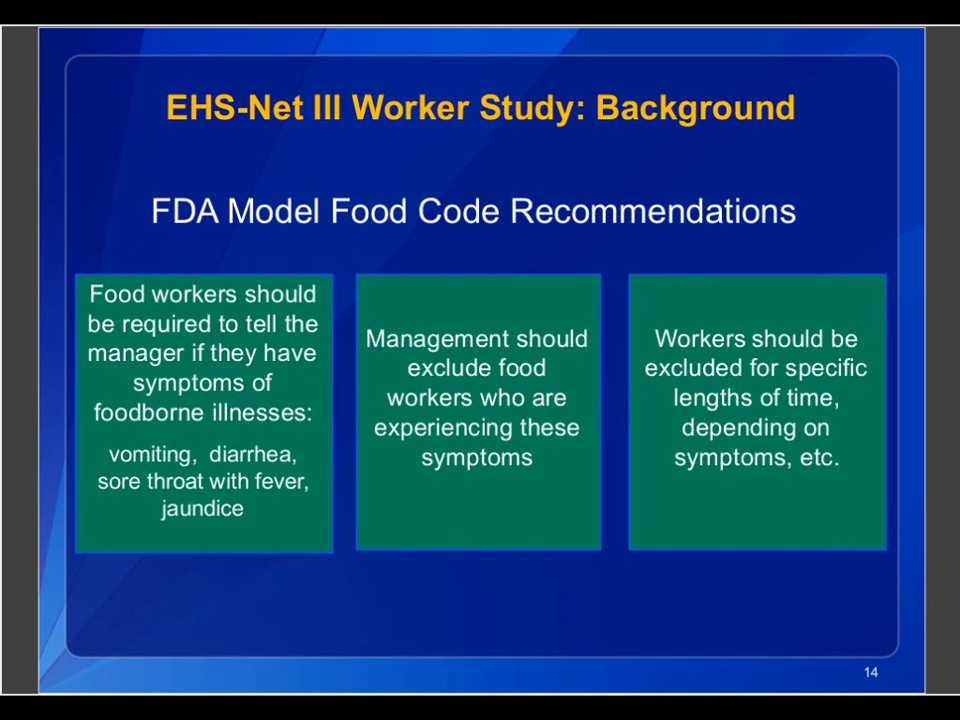 EHS-Net III Worker Study: Background
FDA Model Food Code Recommendations
Food workers should
be required to tell the
manager if they have
symptoms of
foodborne illnesses:
vomiting, diarrhea,
sore throat with fever,
jaundice
Management should
exclude food
workers who are
experiencing these
symptoms
Workers should be
excluded for specific
lengths of time,
depending on
symptoms, etc.
14